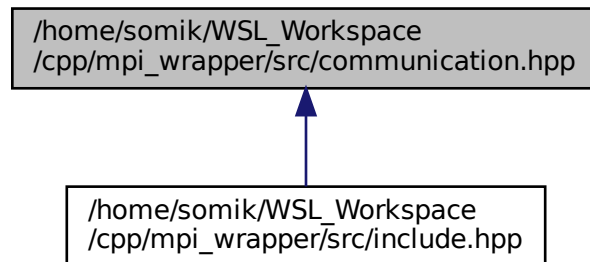 /home/somik/WSL_Workspace
/cpp/mpi_wrapper/src/communication.hpp
/home/somik/WSL_Workspace
/cpp/mpi_wrapper/src/include.hpp